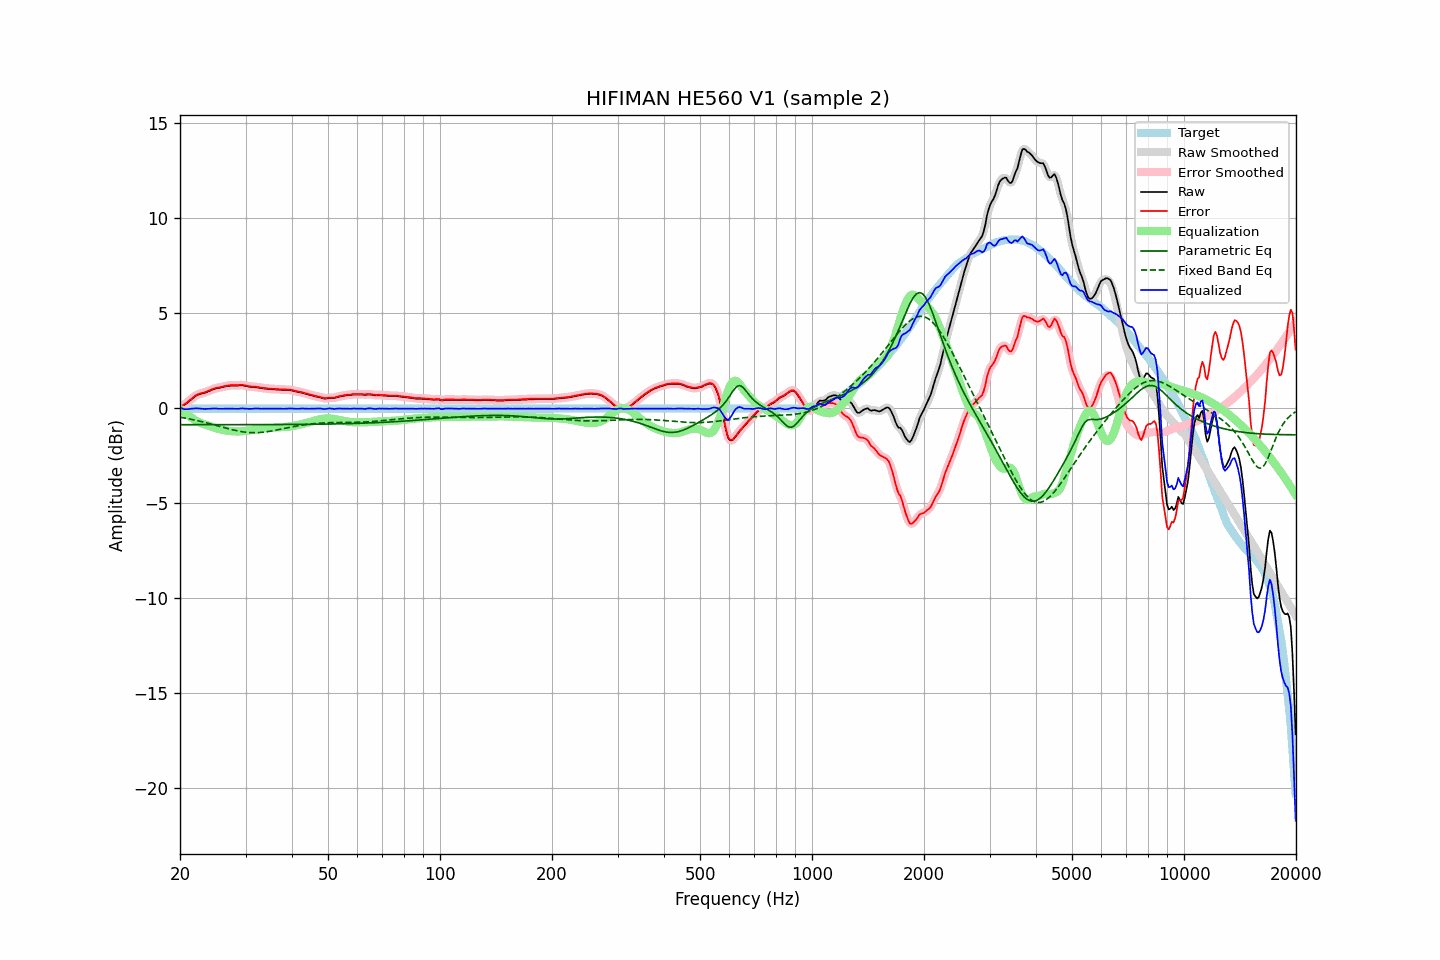 HIFIMAN HE560 V1 (sample 2)
15
10
5
0
−5
−10
−15
−20
Amplitude (dBr)
Target
Raw Smoothed
Error Smoothed
Raw
Error
Equalization
Parametric Eq
Fixed Band Eq
Equalized
20 50 100 200 500 1000 2000 5000 10000 20000
Frequency (Hz)